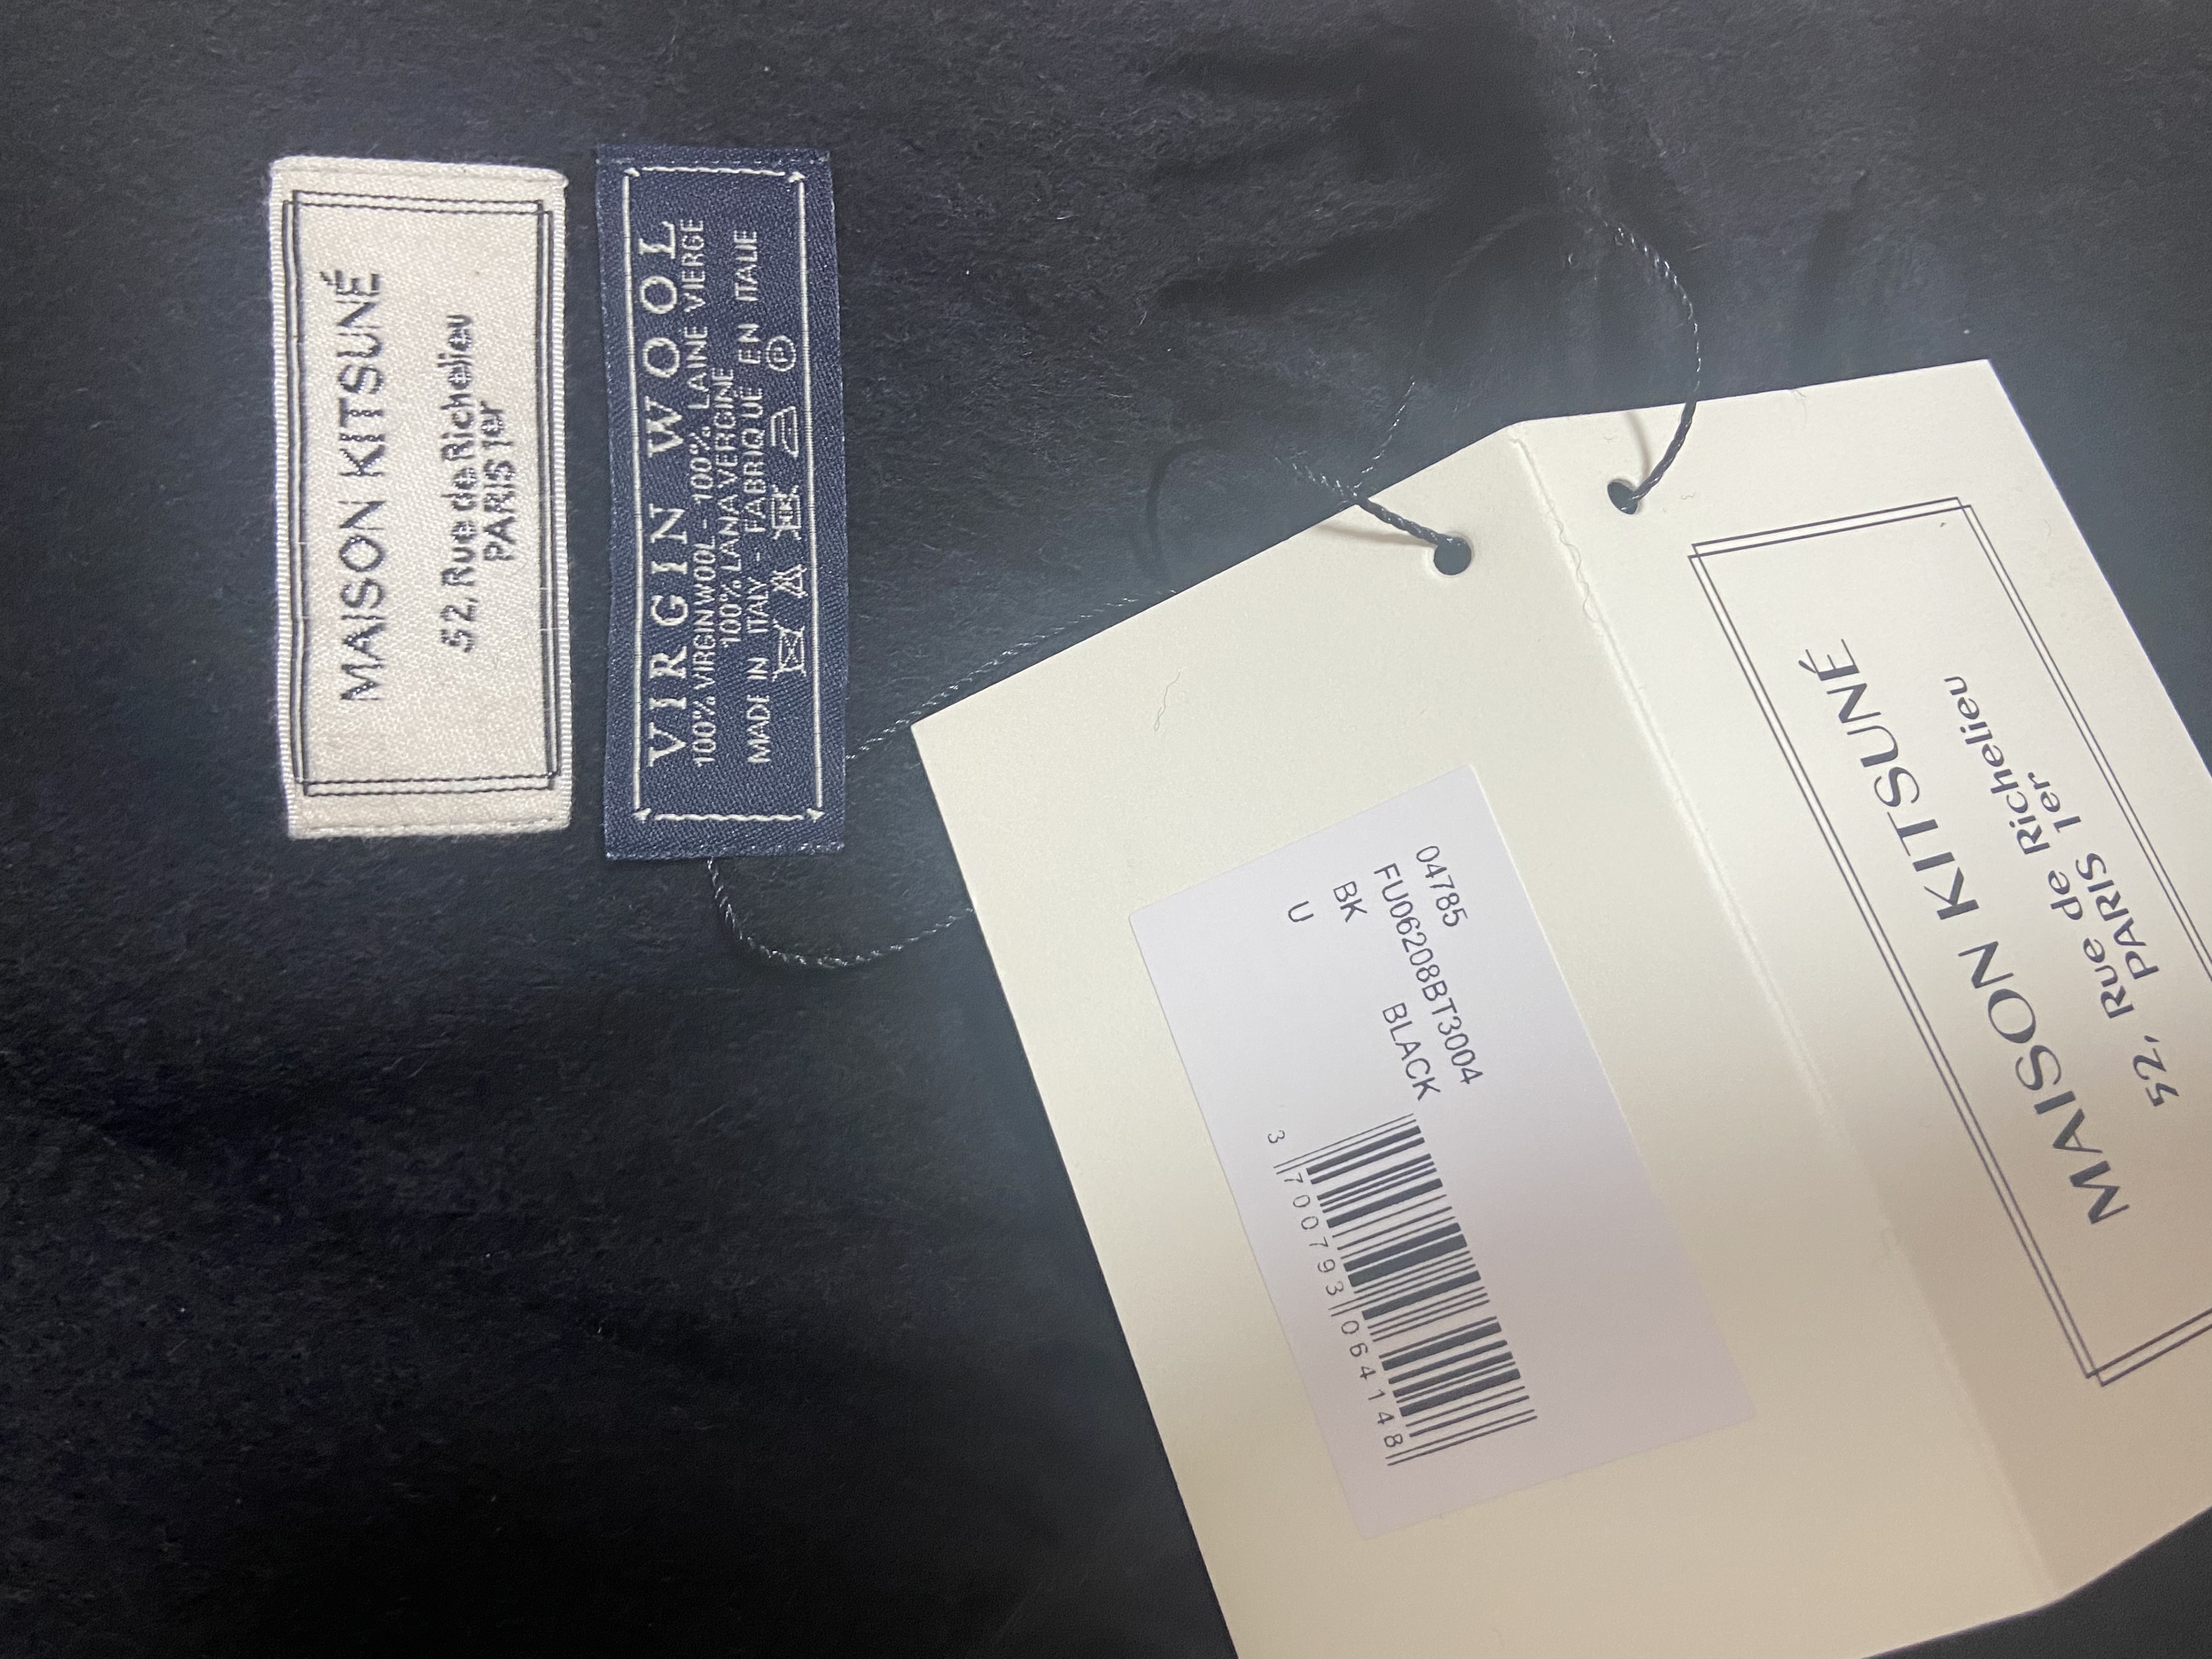 MAISON KITSUNÉ
52, Rue de Richelieu
PARIS 1er
VIRGIN WOOL
100% VIRGIN WOOL - 100% LAINE VIERGE
100% LANA VERGINE
MADE IN ITALY - FABRIQUE EN ITALIE
P
04785
FU06208BT3004
BK BLACK
U
3 700793 064148
MAISON KITSUNÉ
52, Rue de Richelieu
PARIS 1er